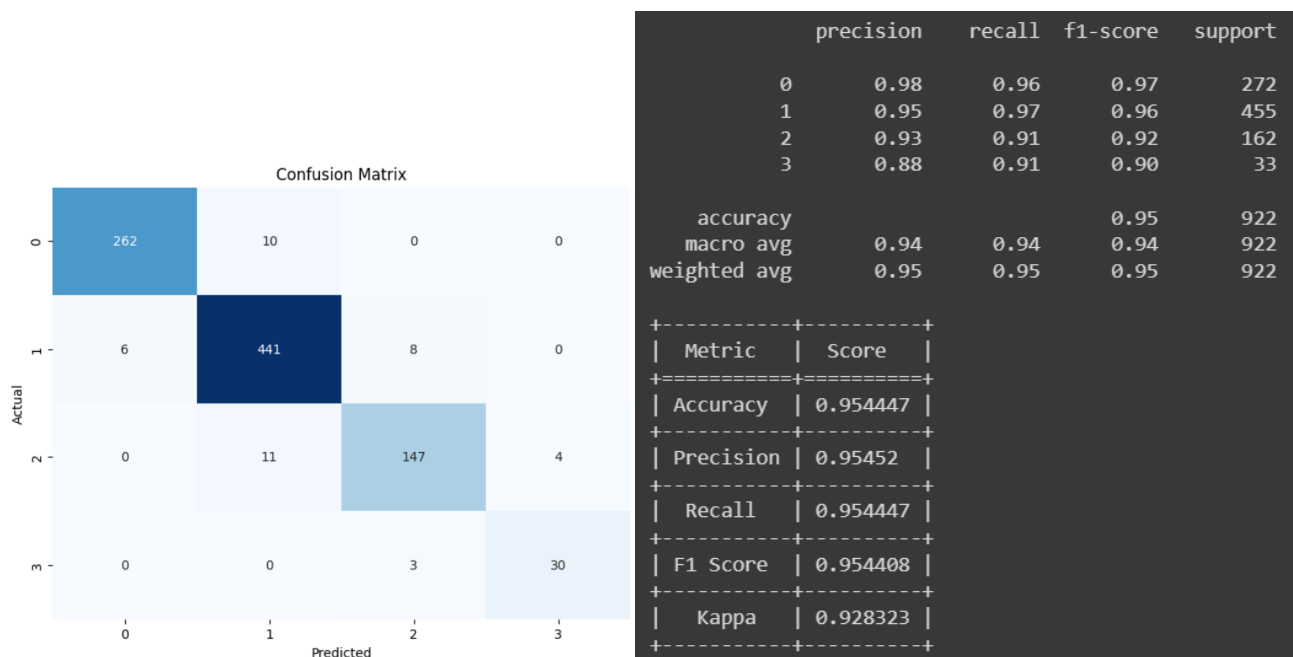 Confusion Matrix
0 262 10 0 0
1 6 441 8 0
2 0 11 147 4
3 0 0 3 30
Actual
0 1 2 3
Predicted
precision recall f1-score support
0 0.98 0.96 0.97 272
1 0.95 0.97 0.96 455
2 0.93 0.91 0.92 162
3 0.88 0.91 0.90 33
accuracy 0.95 922
macro avg 0.94 0.94 0.94 922
weighted avg 0.95 0.95 0.95 922
+-----------+----------+
| Metric | Score |
+===========+==========+
| Accuracy | 0.954447 |
+-----------+----------+
| Precision | 0.95452 |
+-----------+----------+
| Recall | 0.954447 |
+-----------+----------+
| F1 Score | 0.954408 |
+-----------+----------+
| Kappa | 0.928323 |
+-----------+----------+